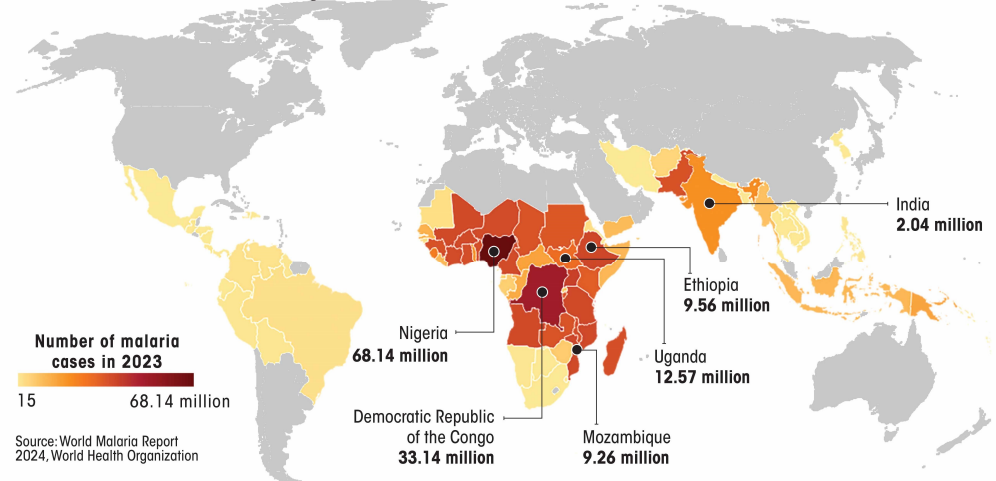 India
2.04 million
Ethiopia
9.56 million
Nigeria
68.14 million
Uganda
12.57 million
Democratic Republic
of the Congo
33.14 million
Mozambique
9.26 million
Number of malaria
cases in 2023
15
68.14 million
Source: World Malaria Report
2024, World Health Organization